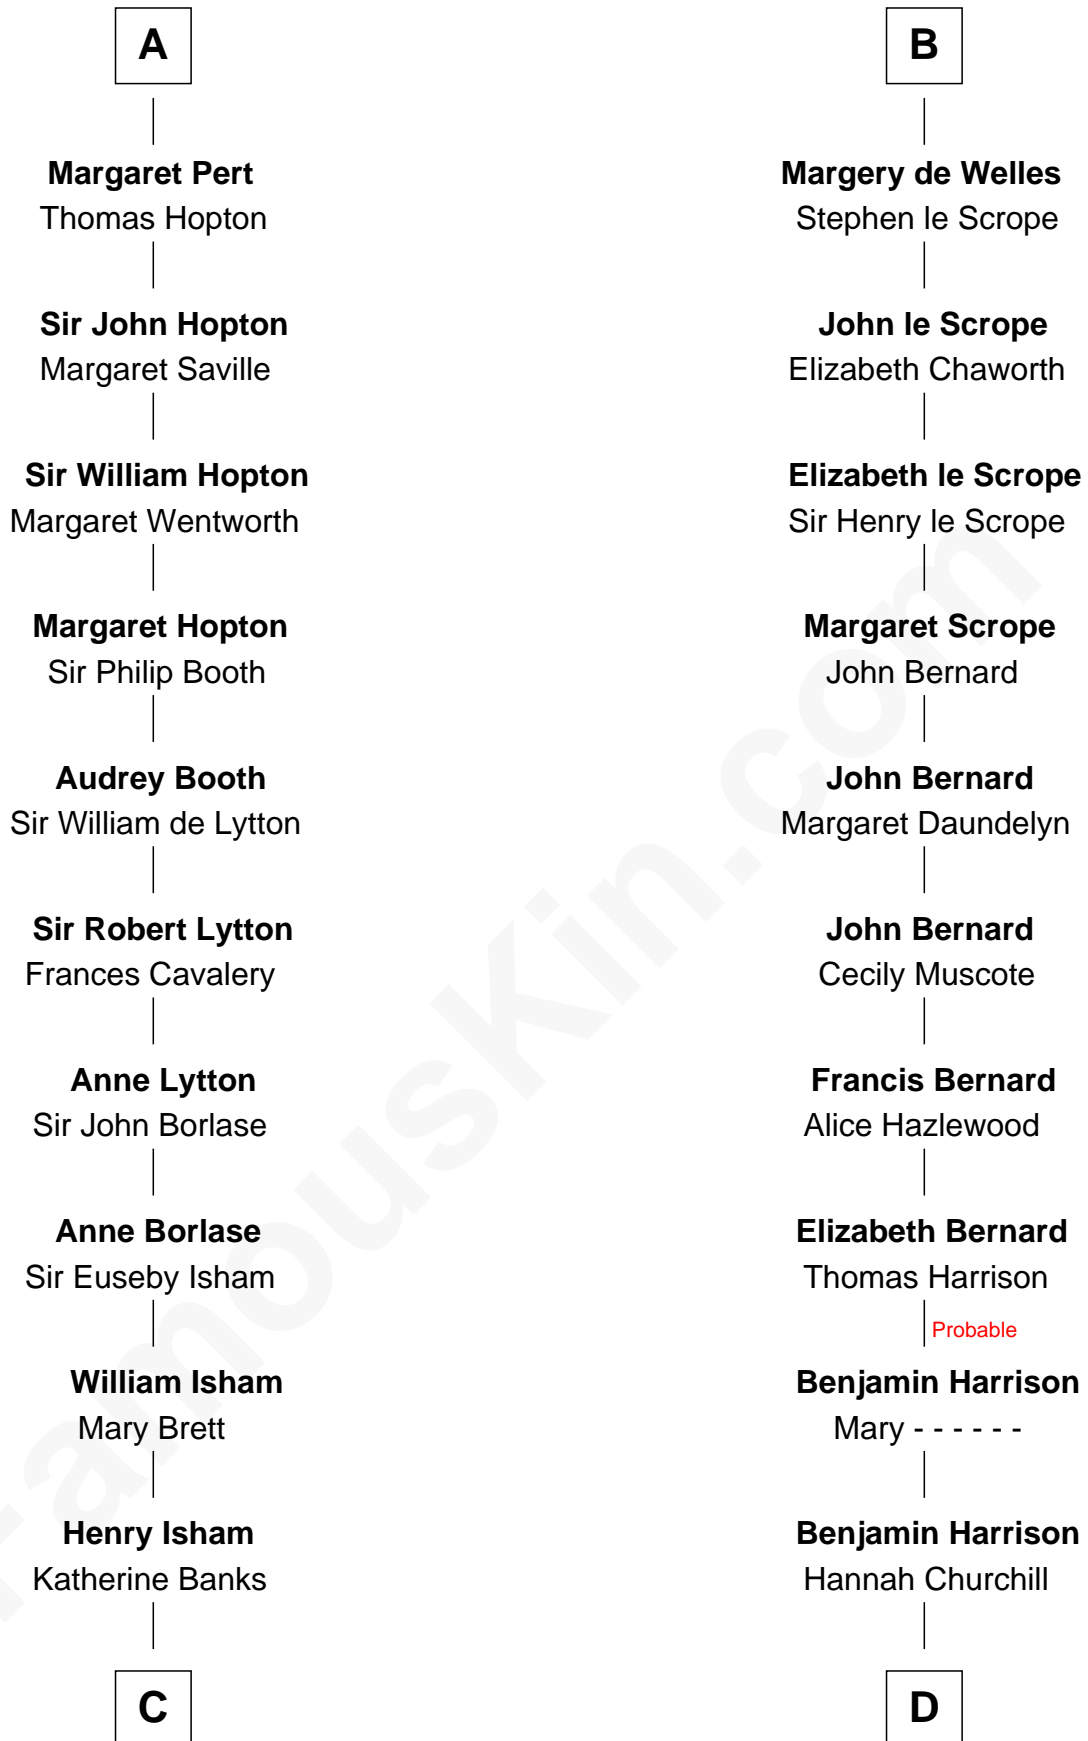 A
Margaret Pert
Thomas Hopton
Sir John Hopton
Margaret Saville
Sir William Hopton
Margaret Wentworth
Margaret Hopton
Sir Philip Booth
Audrey Booth
Sir William de Lytton
Sir Robert Lytton
Frances Cavalery
Anne Lytton
Sir John Borlase
Anne Borlase
Sir Euseby Isham
William Isham
Mary Brett
Henry Isham
Katherine Banks
C
B
Margery de Welles
Stephen le Scrope
John le Scrope
Elizabeth Chaworth
Elizabeth le Scrope
Sir Henry le Scrope
Margaret Scrope
John Bernard
John Bernard
Margaret Daundelyn
John Bernard
Cecily Muscote
Francis Bernard
Alice Hazlewood
Elizabeth Bernard
Thomas Harrison
Probable
Benjamin Harrison
Mary - - - - - -
Benjamin Harrison
Hannah Churchill
D
FamousKin.com